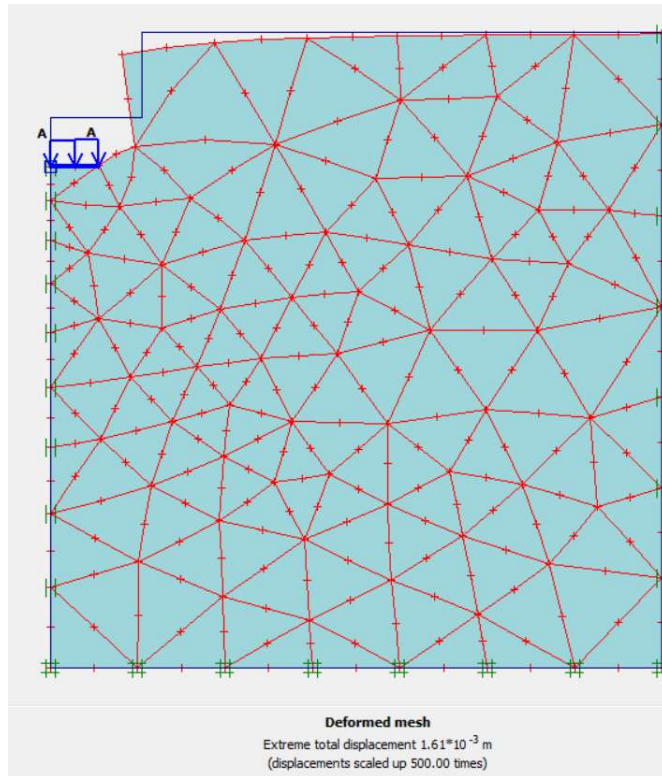 A A
Deformed mesh
Extreme total displacement 1.61*10 -3 m
(displacements scaled up 500.00 times)